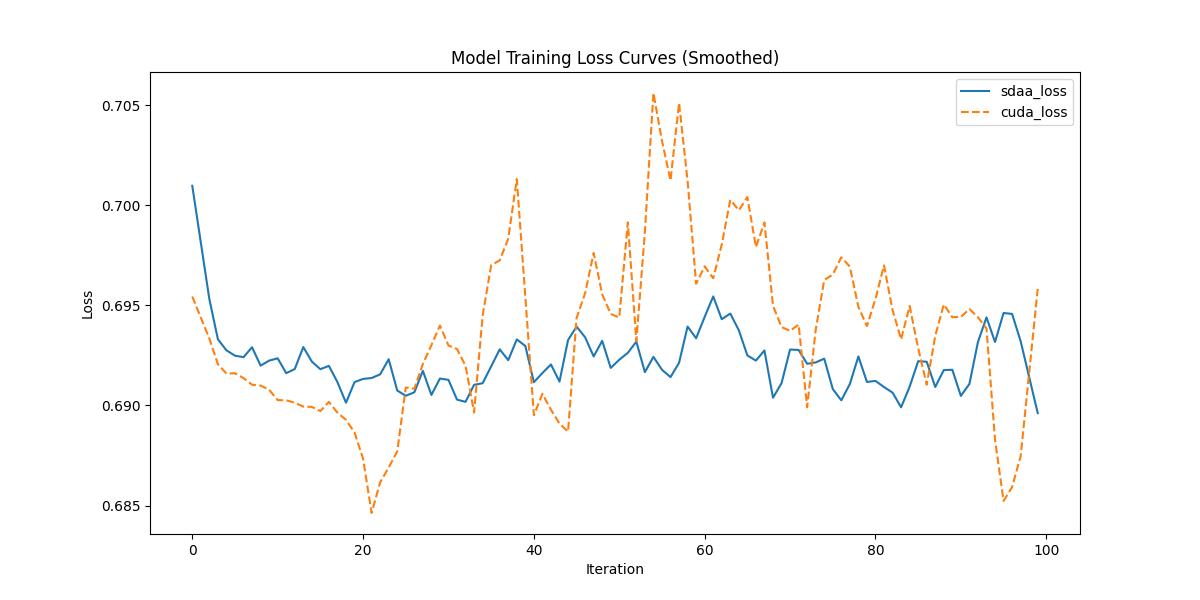 Model Training Loss Curves (Smoothed)
sdaa_loss
cuda_loss
Loss
0.705
0.700
0.695
0.690
0.685
0 20 40 60 80 100
Iteration